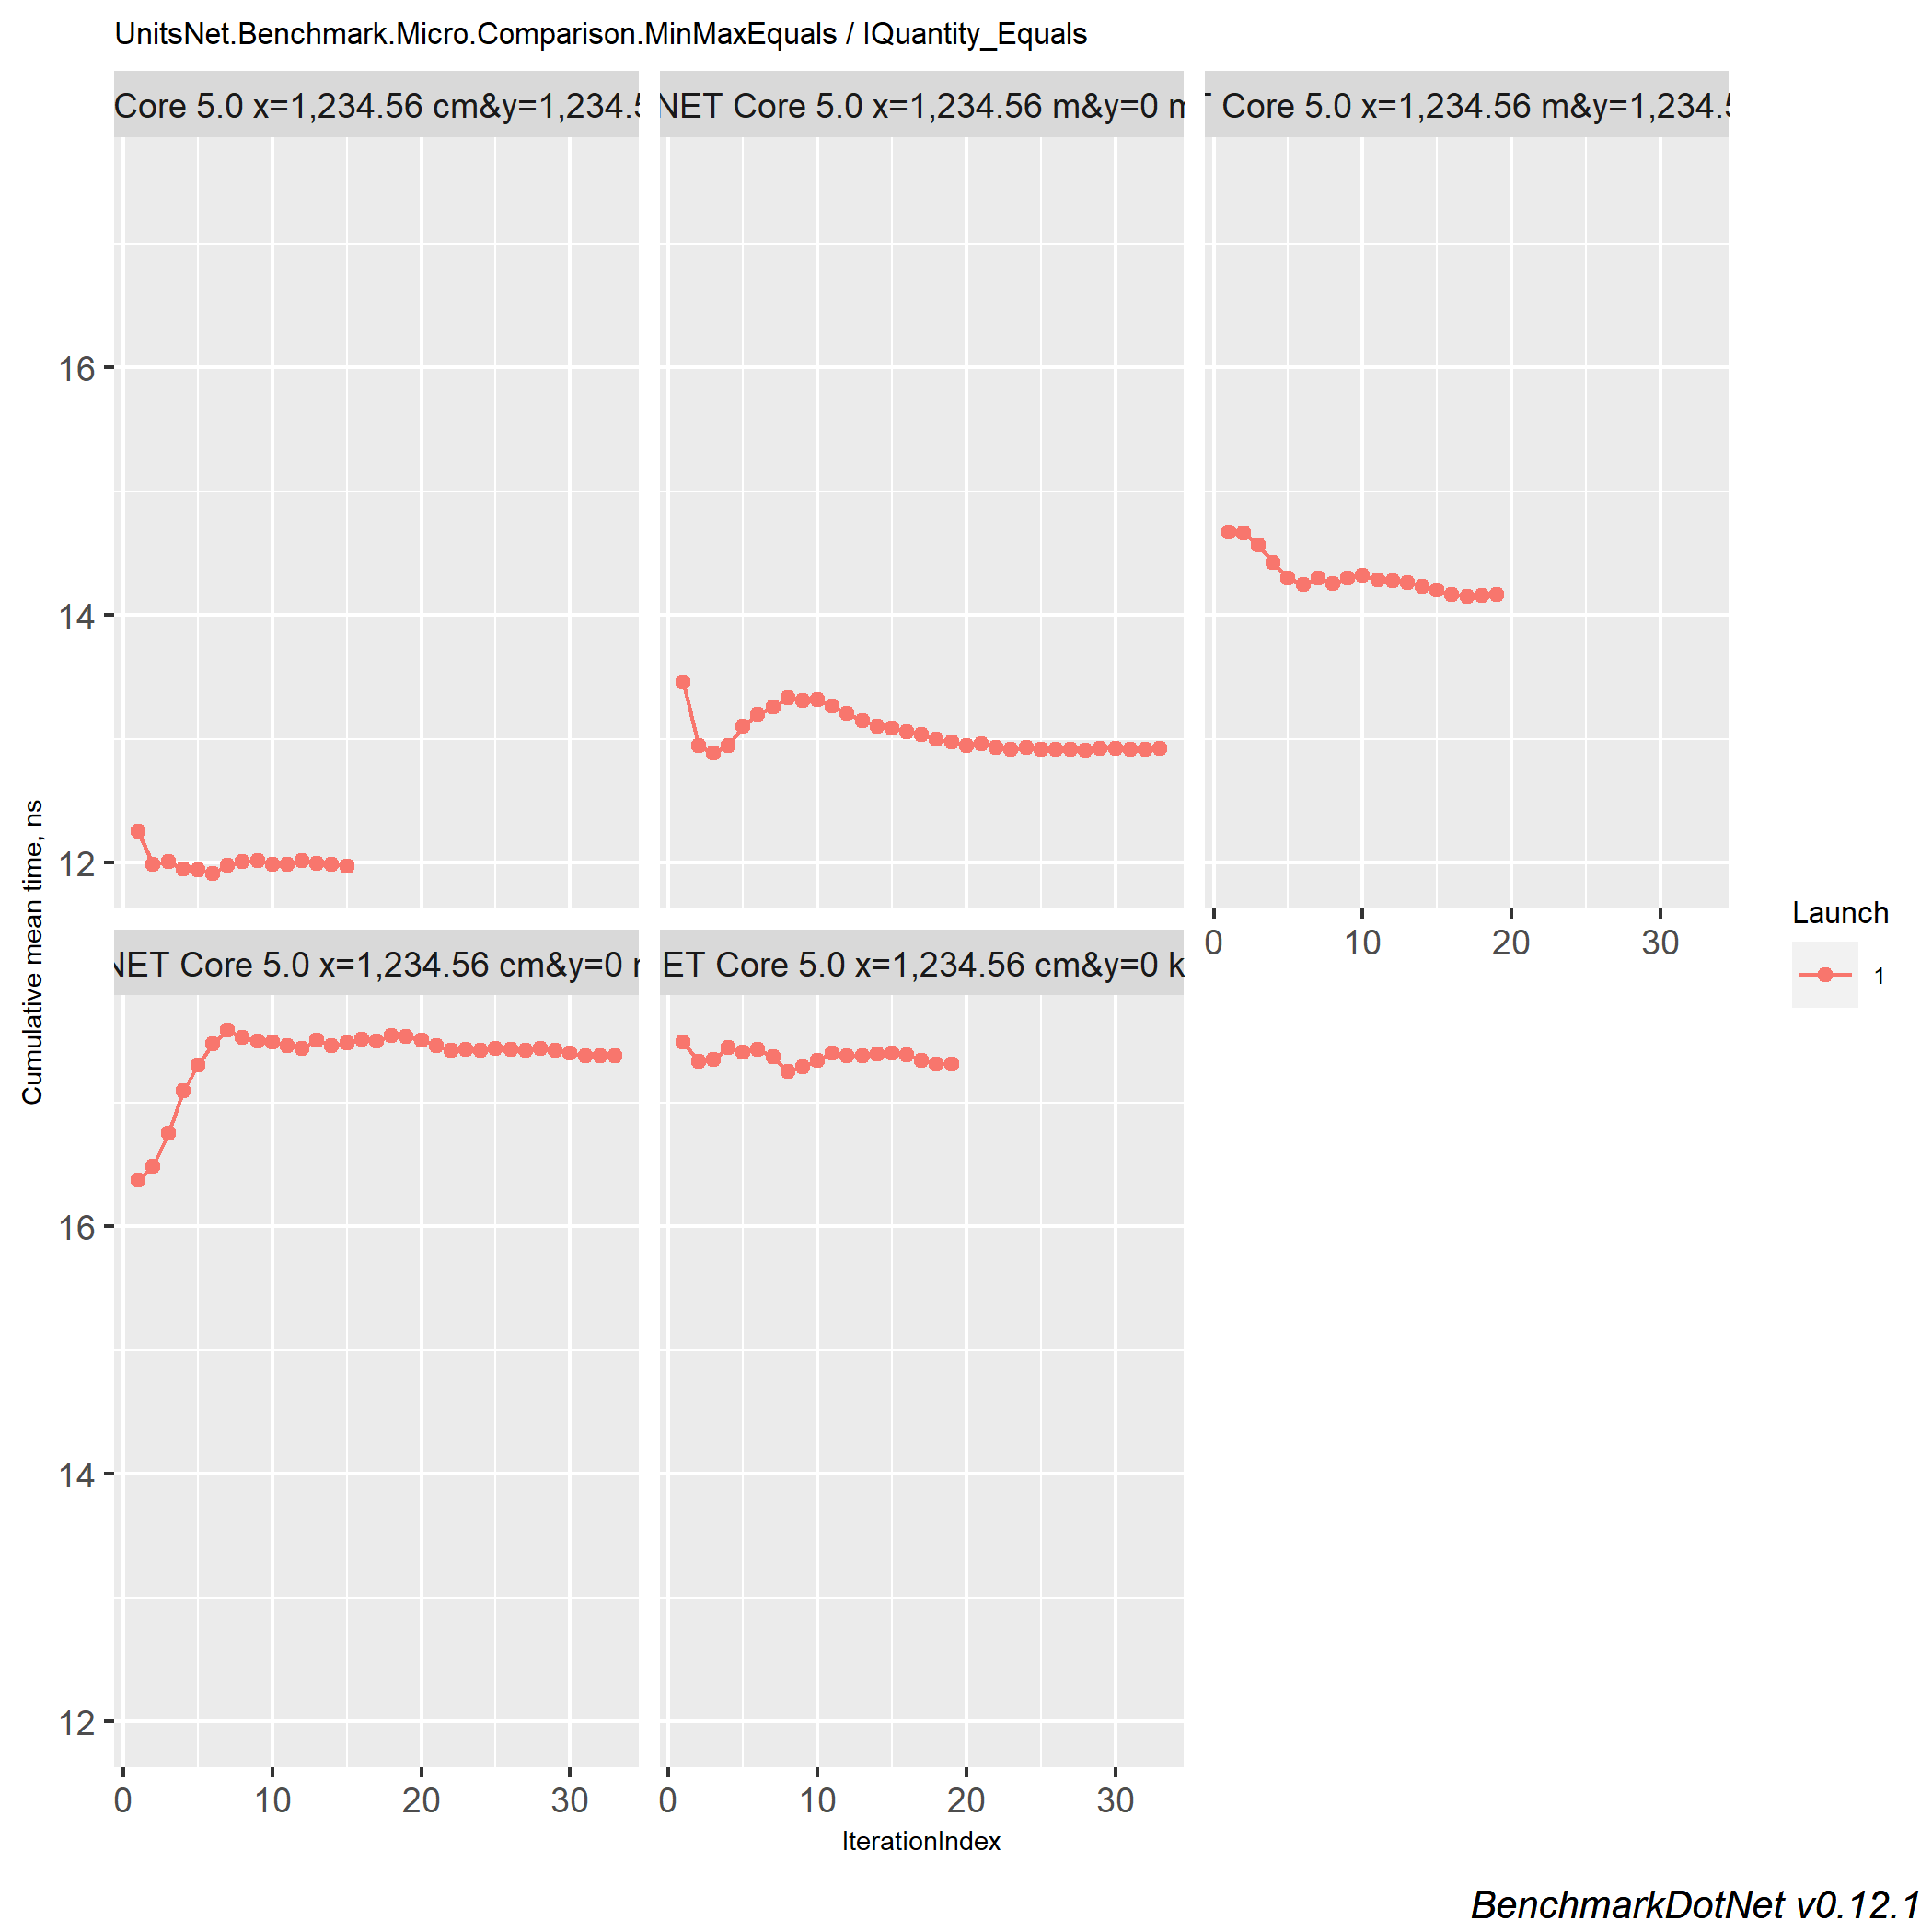 UnitsNet.Benchmark.Micro.Comparison.MinMaxEquals / IQuantity_Equals
Core 5.0 x=1,234.56 cm&y=1,234.5
NET Core 5.0 x=1,234.56 m&y=0 m
Core 5.0 x=1,234.56 m&y=1,234.5
16
14
12
0 10 20 30
NET Core 5.0 x=1,234.56 cm&y=0
ET Core 5.0 x=1,234.56 cm&y=0 k
16
14
12
0 10 20 30
0 10 20 30
Cumulative mean time, ns
IterationIndex
Launch
1
BenchmarkDotNet v0.12.1